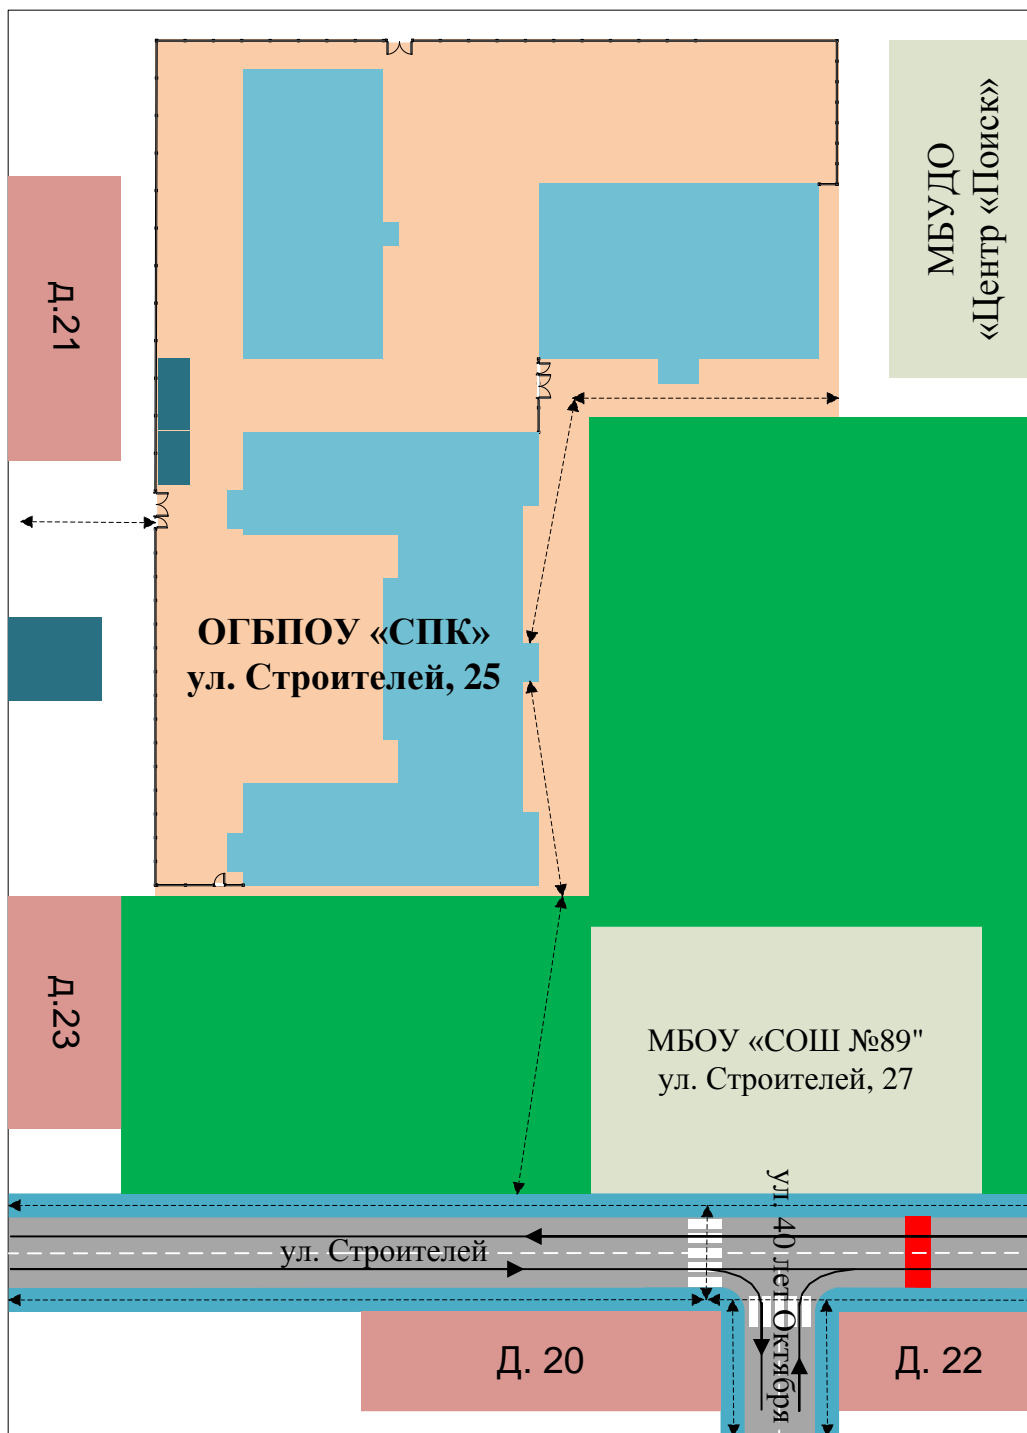 МБУДО
«Центр «Поиск»
д.21
ОГБПОУ «СПК»
ул. Строителей, 25
д.23
МБОУ «СОШ №89"
ул. Строителей, 27
ул. Строителей
ул. 40 лет Октября
Д. 20
Д. 22